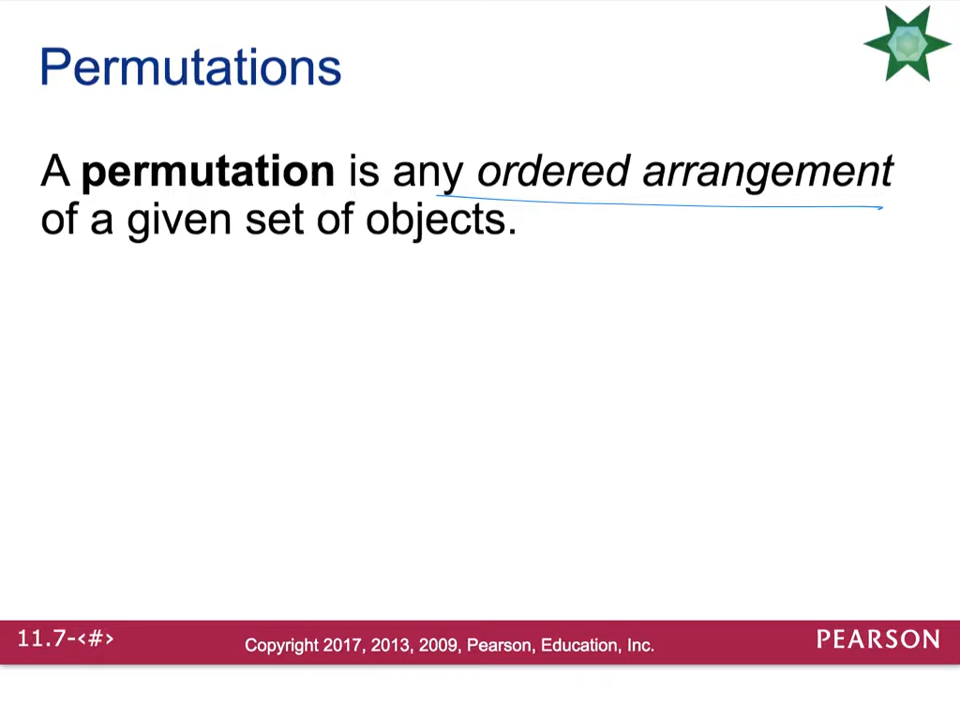 Permutations
A permutation is any ordered arrangement
of a given set of objects.
11.7-<#>
Copyright 2017, 2013, 2009, Pearson, Education, Inc.
PEARSON